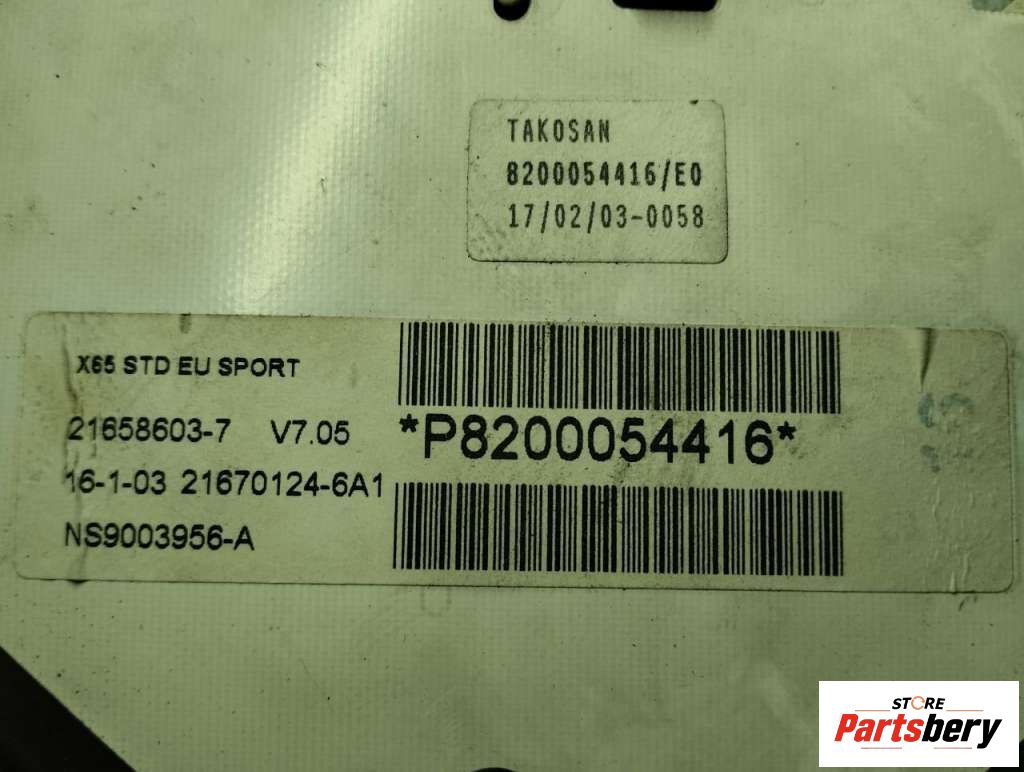 TAKOSAN
8200054416/E0
17/02/03-0058
X65 STD EU SPORT
21658603-7 V7.05
*P8200054416*
16-1-03 21670124-6A1
NS9003956-A
STORE
Partsbery